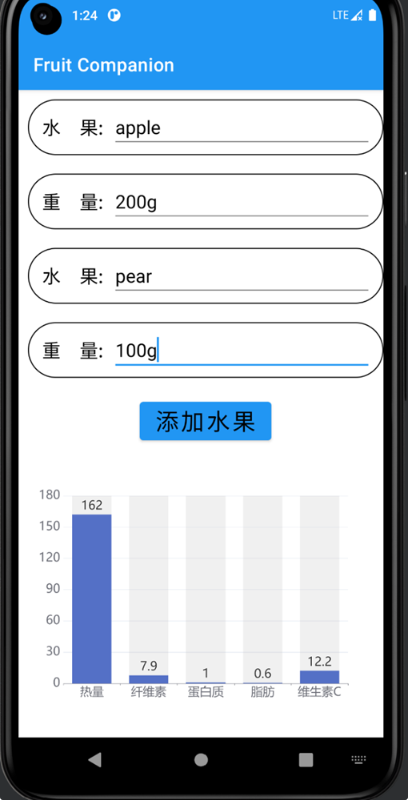 1:24 LTE
Fruit Companion
水 果: apple
重 量: 200g
水 果: pear
重 量: 100g
添加水果
180
162
150
120
90
60
30
7.9 1 0.6 12.2
0
热量 纤维素 蛋白质 脂肪 维生素C